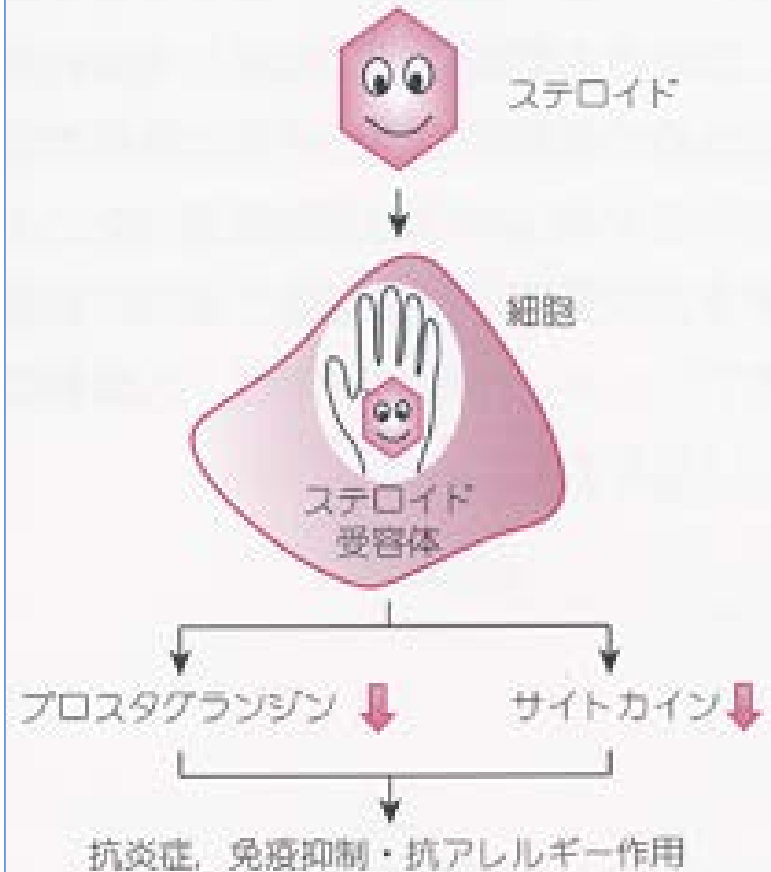 ステロイド
細胞
ステロイド
受容体
プロスタグランジン
サイトカイン
抗炎症，免疫抑制・抗アレルギー作用